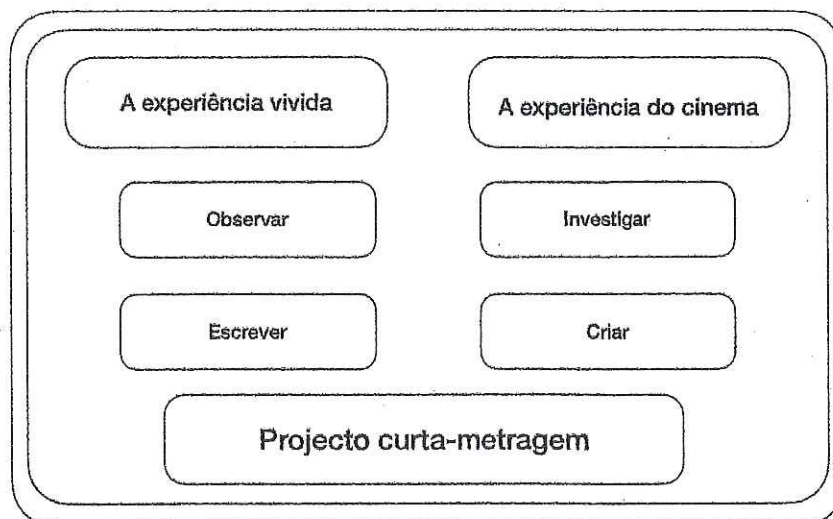 A experiência vivida
A experiência do cinema
Observar
Investigar
Escrever
Criar
Projecto curta-metragem